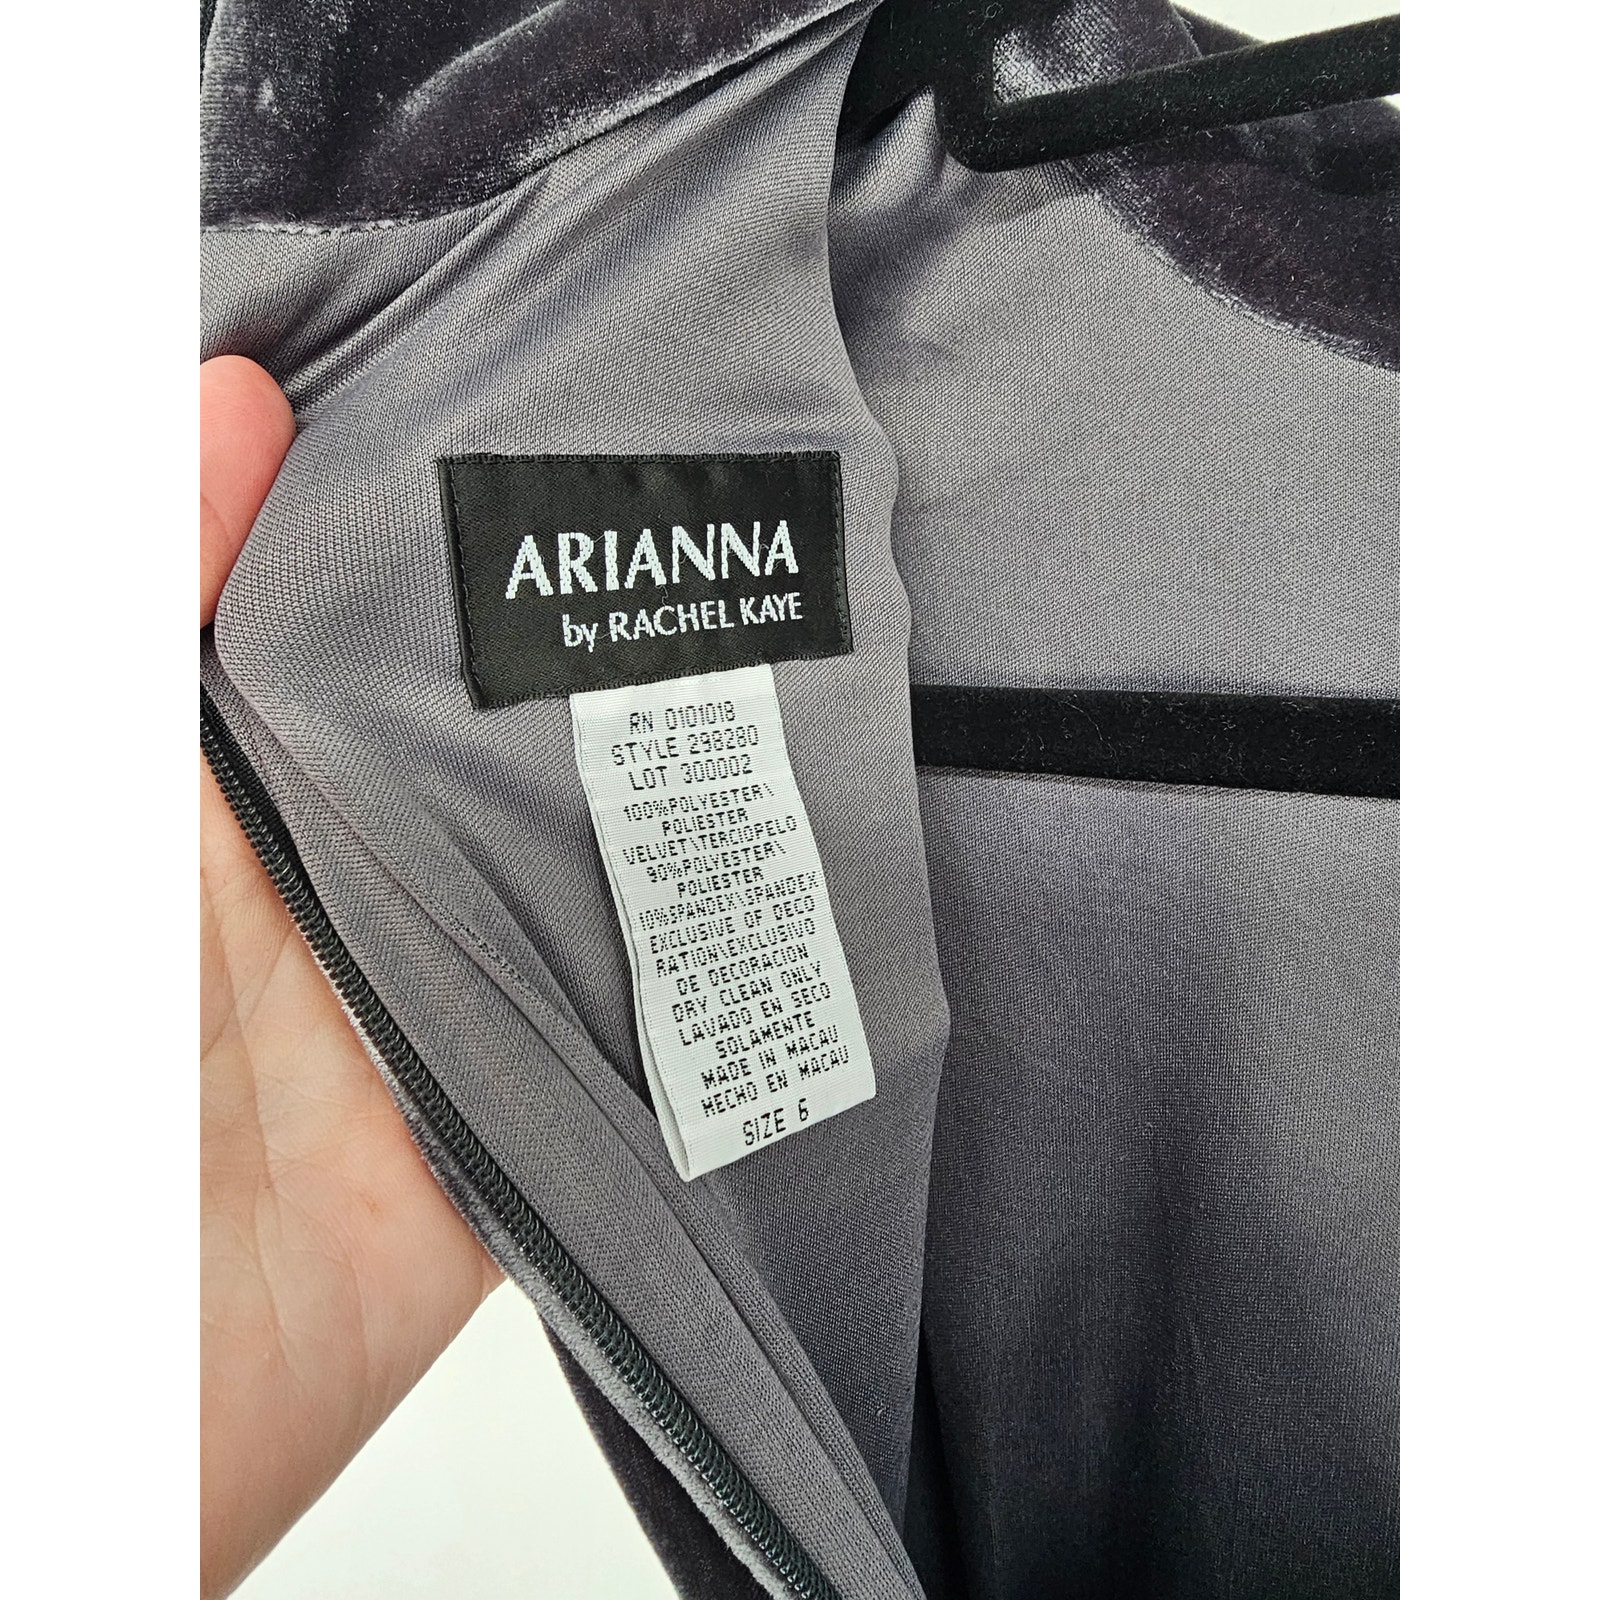 ARIANNA
by RACHEL KAYE
RN 0101018
STYLE 298280
LOT 300002
100%POLYESTER\
POLIESTER
VELVET\TERCIOPELO
90%POLYESTER\
POLIESTER
10%SPANDEX\SPANDEX
EXCLUSIVE OF DECO
RATION\EXCLUSIVO
DE DECORACION
DRY CLEAN ONLY
LAVADO EN SECO
SOLAMENTE
MADE IN MACAU
HECHO EN MACAU
SIZE 6